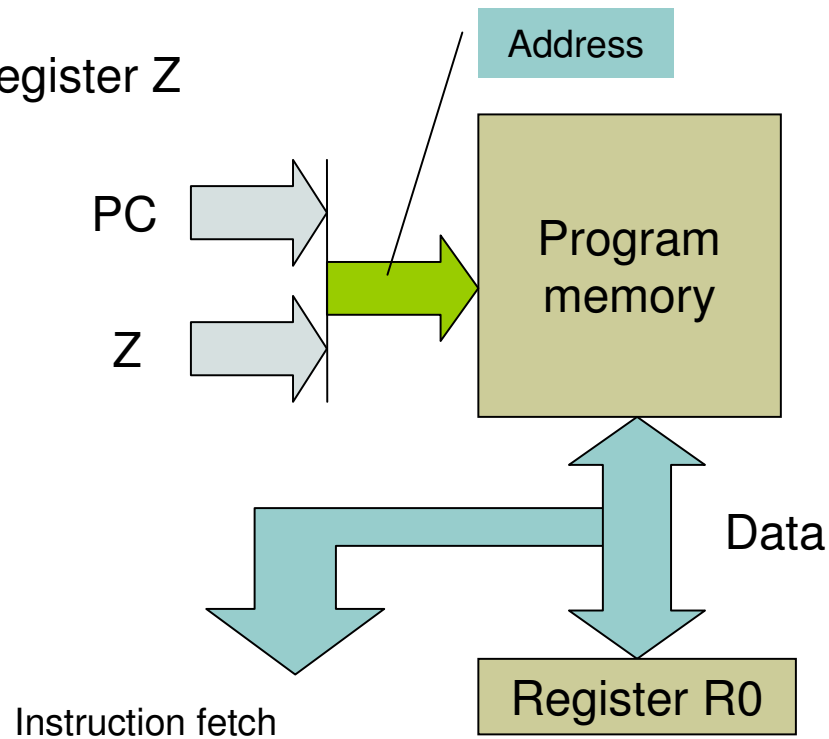 Address
egister Z
PC
Program
memory
Z
Data
Register R0
Instruction fetch